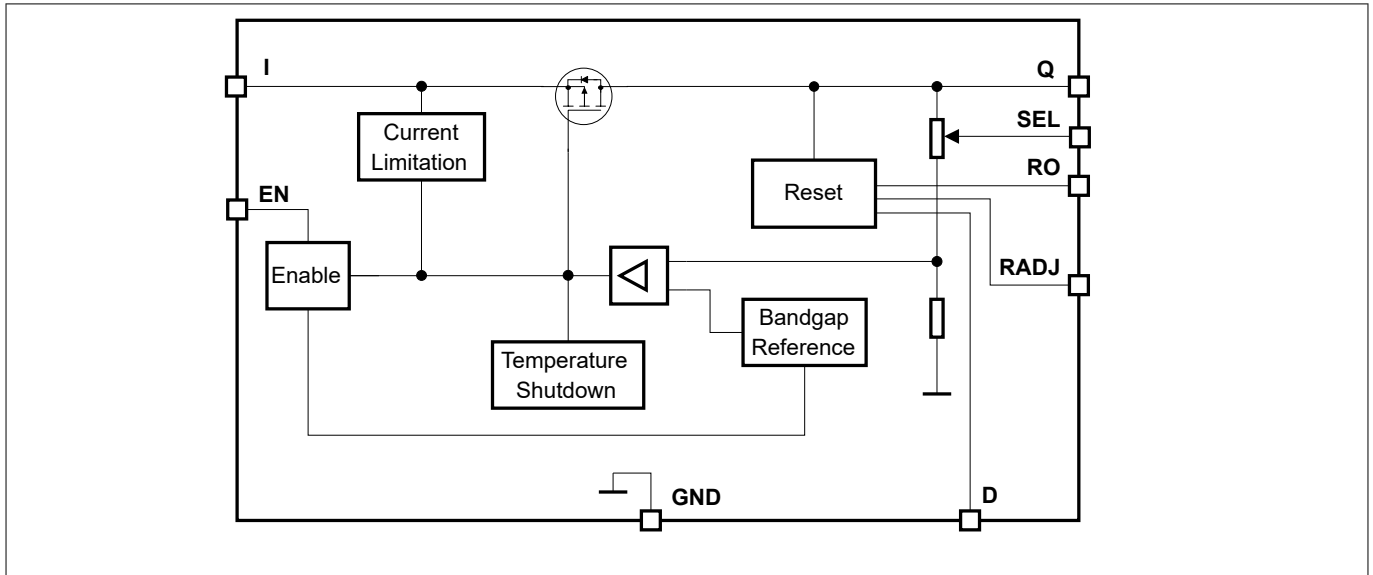 I
Q
Current
Limitation
SEL
RO
Reset
EN
Enable
RADJ
Bandgap
Reference
Temperature
Shutdown
GND
D